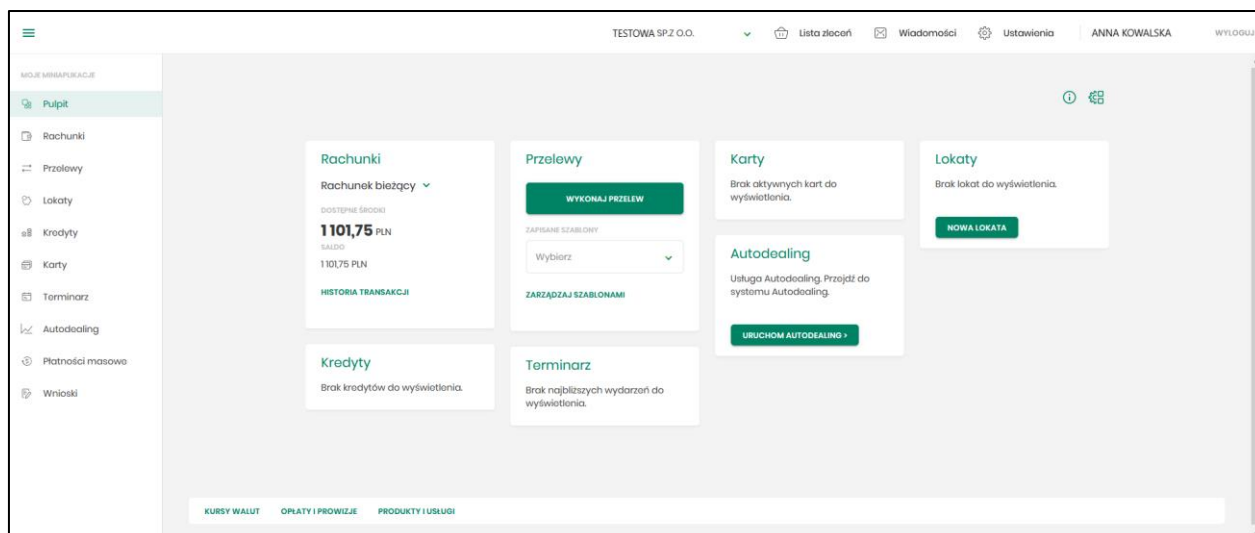 TESTOWA SP.Z O.O.
Lista zleceń
Wiadomości
Ustawienia
ANNA KOWALSKA
WYLOGUJ
MOJE MINIAPLIKACJE
Pulpit
Rachunki
Przelewy
Lokaty
Kredyty
Karty
Terminarz
Autodealing
Płatności masowe
Wnioski
Rachunki
Rachunek bieżący
DOSTĘPNE ŚRODKI
1 101,75 PLN
SALDO
1 101,75 PLN
HISTORIA TRANSAKCJI
Kredyty
Brak kredytów do wyświetlenia.
Przelewy
WYKONAJ PRZELEW
ZAPISANE SZABLONY
Wybierz
ZARZĄDZAJ SZABLONAMI
Terminarz
Brak najbliższych wydarzeń do
wyświetlenia.
Karty
Brak aktywnych kart do
wyświetlenia.
Autodealing
Usługa Autodealing. Przejdź do
systemu Autodealing.
URUCHOM AUTODEALING >
Lokaty
Brak lokat do wyświetlenia.
NOWA LOKATA
KURSY WALUT
OPŁATY I PROWIZJE
PRODUKTY I USŁUGI